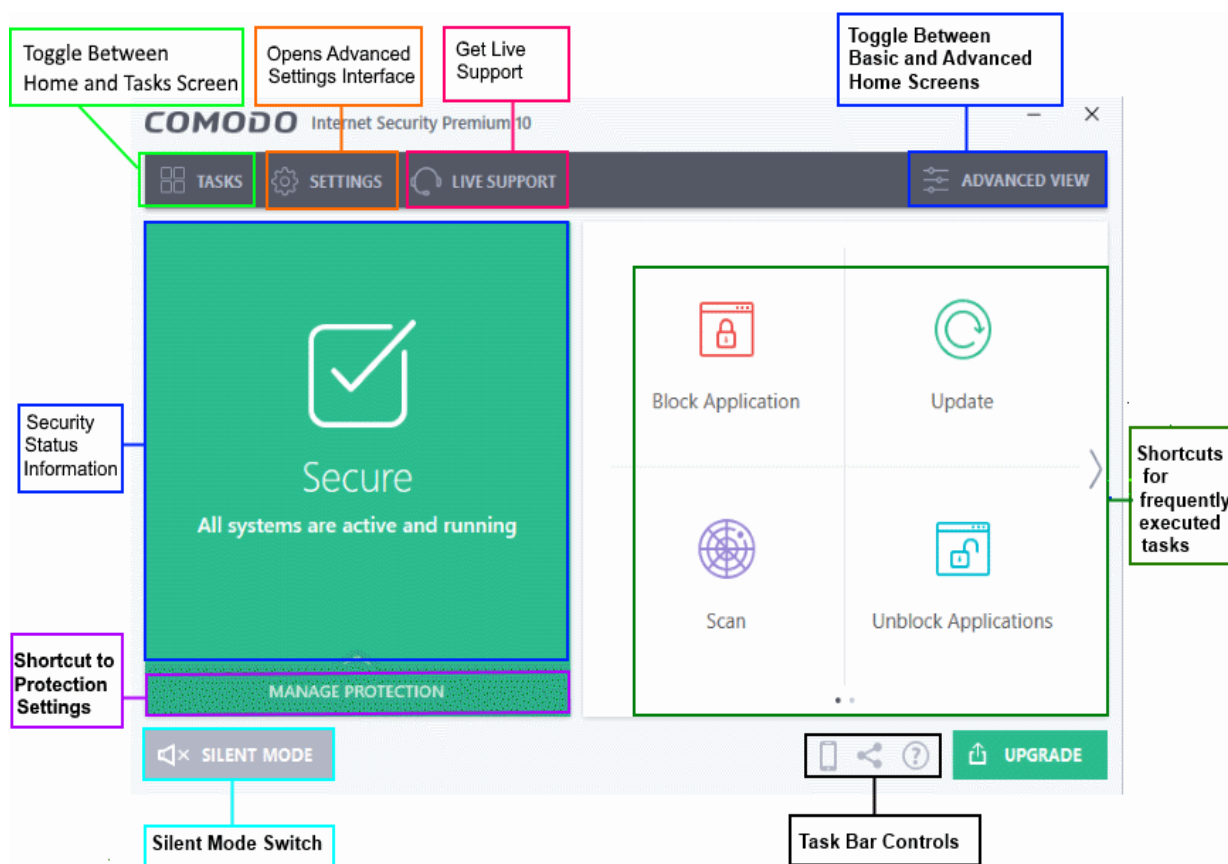 Toggle Between
Home and Tasks Screen
Opens Advanced
Settings Interface
Get Live
Support
Toggle Between
Basic and Advanced
Home Screens
COMODO Internet Security Premium 10
TASKS
SETTINGS
LIVE SUPPORT
ADVANCED VIEW
Security
Status
Information
Secure
All systems are active and running
Block Application
Update
Scan
Unblock Applications
Shortcuts
for
frequently
executed
tasks
Shortcut to
Protection
Settings
MANAGE PROTECTION
SILENT MODE
UPGRADE
Silent Mode Switch
Task Bar Controls